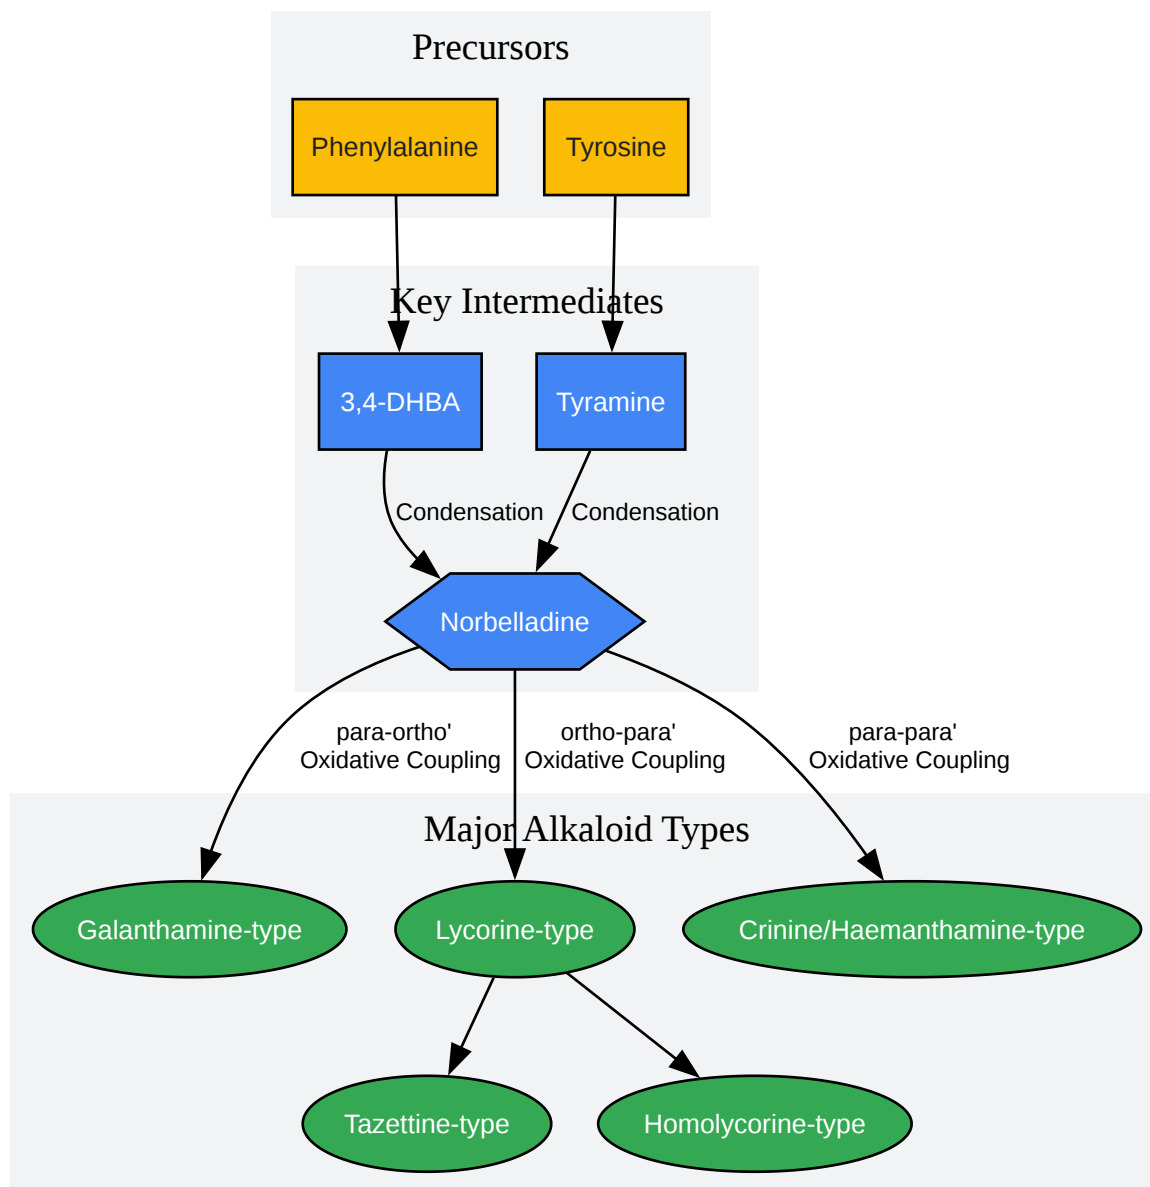 Precursors
Phenylalanine
Tyrosine
Key Intermediates
3,4-DHBA
Tyramine
Condensation
Condensation
Norbelladine
para-ortho'
Oxidative Coupling
ortho-para'
Oxidative Coupling
para-para'
Oxidative Coupling
Major Alkaloid Types
Galanthamine-type
Lycorine-type
Crinine/Haemanthamine-type
Tazettine-type
Homolycorine-type